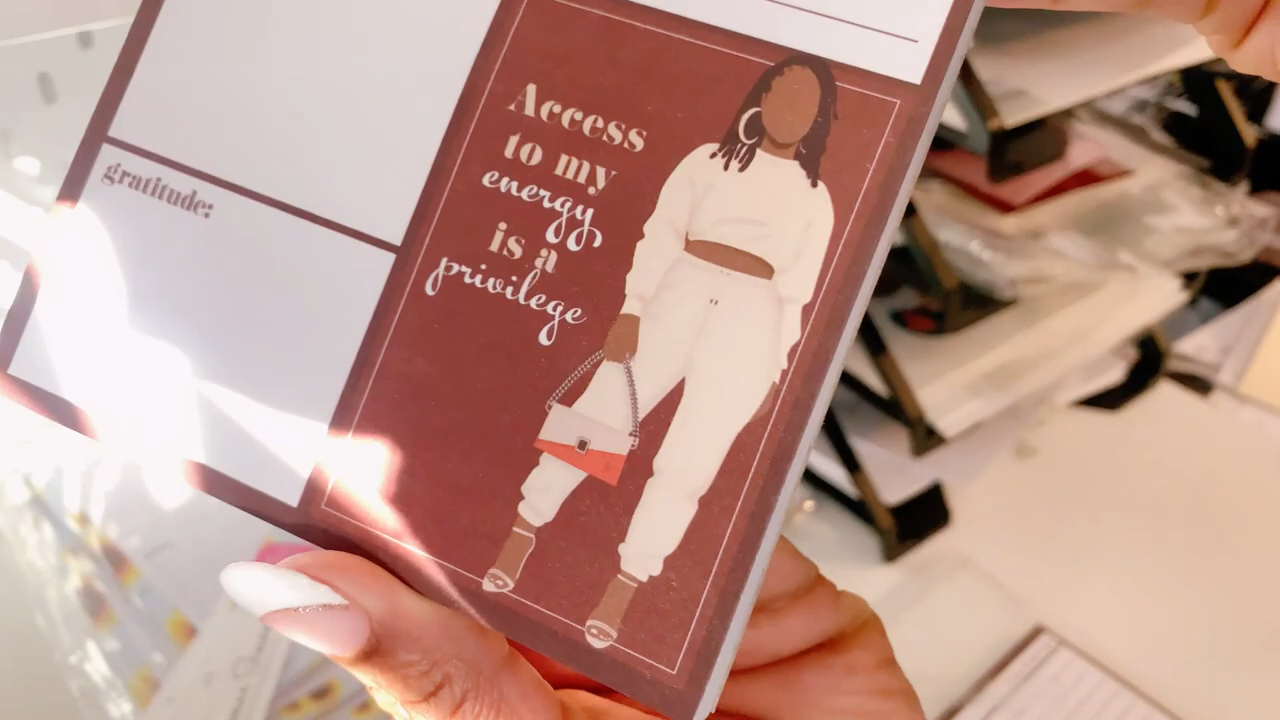 Access
to my
energy
is a
privilege
gratitude: